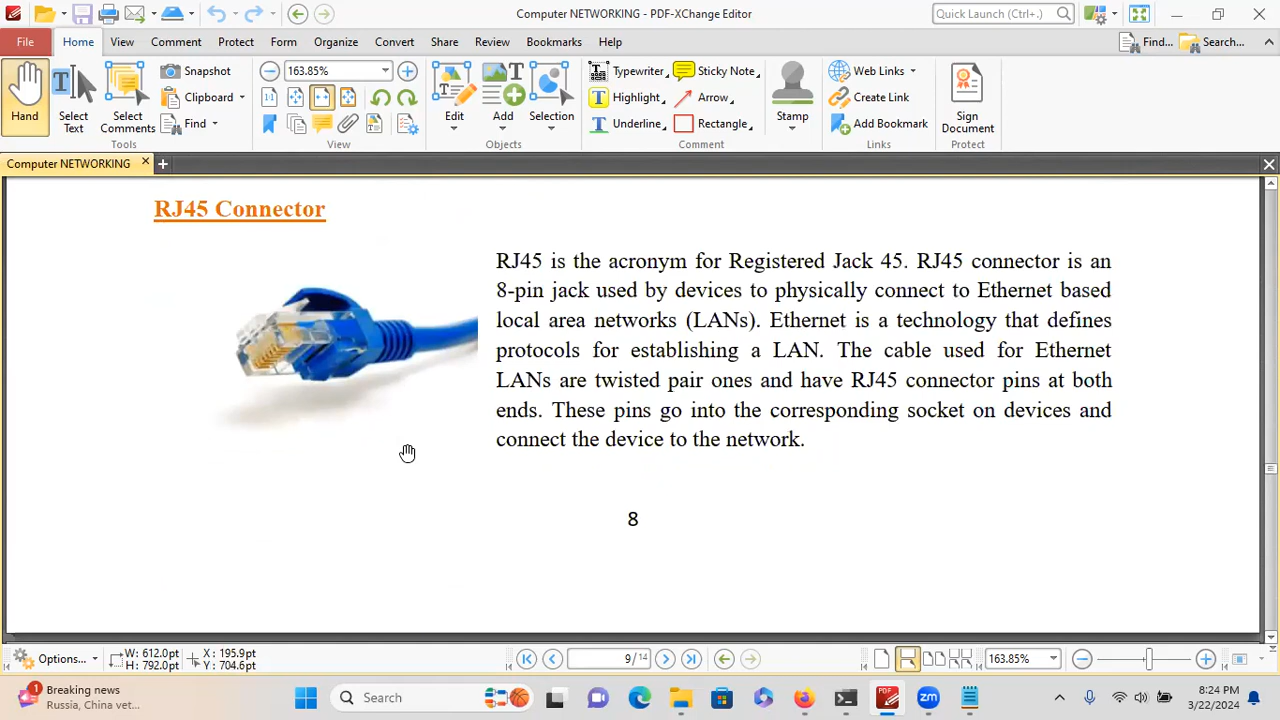 Computer NETWORKING - PDF-XChange Editor
Quick Launch (Ctrl+.)
File Home View Comment Protect Form Organize Convert Share Review Bookmarks Help
Find... Search...
Hand
Select Text
Select Comments
Snapshot
Clipboard
Find
Tools
163.85%
View
Edit
Add
Selection
Objects
Typewriter
Highlight
Underline
Sticky Note
Arrow
Rectangle
Stamp
Comment
Web Links
Create Link
Add Bookmark
Links
Sign Document
Protect
Computer NETWORKING
RJ45 Connector
RJ45 is the acronym for Registered Jack 45. RJ45 connector is an
8-pin jack used by devices to physically connect to Ethernet based
local area networks (LANs). Ethernet is a technology that defines
protocols for establishing a LAN. The cable used for Ethernet
LANs are twisted pair ones and have RJ45 connector pins at both
ends. These pins go into the corresponding socket on devices and
connect the device to the network.
8
Options...
W: 612.0pt
H: 792.0pt
X: 195.9pt
Y: 704.6pt
9/14
163.85%
1
Breaking news
Russia, China vet...
Search
PDF
zm
8:24 PM
3/22/2024